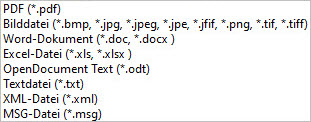 PDF (*.pdf)
Bilddatei (*.bmp, *.jpg, *.jpeg, *.jpe, *.jfif, *.png, *.tif, *.tiff)
Word-Dokument (*.doc, *.docx )
Excel-Datei (*.xls, *.xlsx )
OpenDocument Text (*.odt)
Textdatei (*.txt)
XML-Datei (*.xml)
MSG-Datei (*.msg)